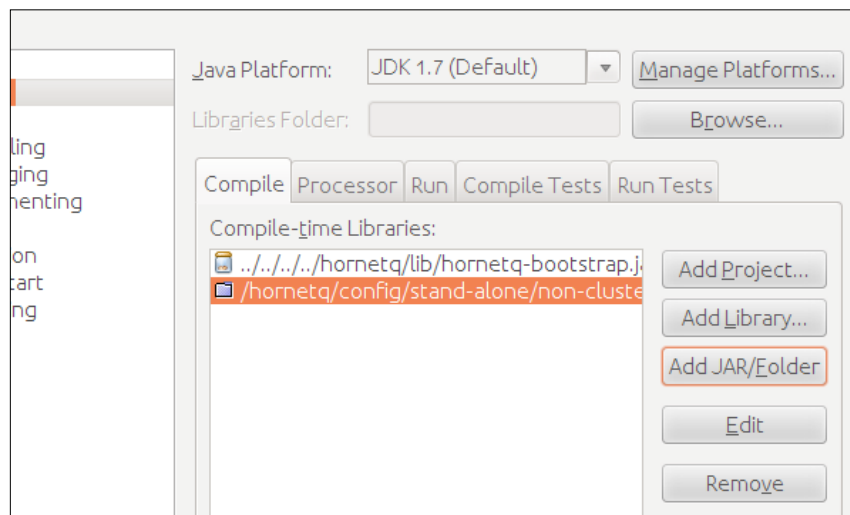 Java Platform: JDK 1.7 (Default) Manage Platforms...
Libraries Folder: Browse...
ling
ging
nenting
on
tart
ng
Compile Processor Run Compile Tests Run Tests
Compile-time Libraries:
../../../../hornetq/lib/hornetq-bootstrap.ja
/hornetq/config/stand-alone/non-cluste
Add Project...
Add Library...
Add JAR/Folder
Edit
Remove